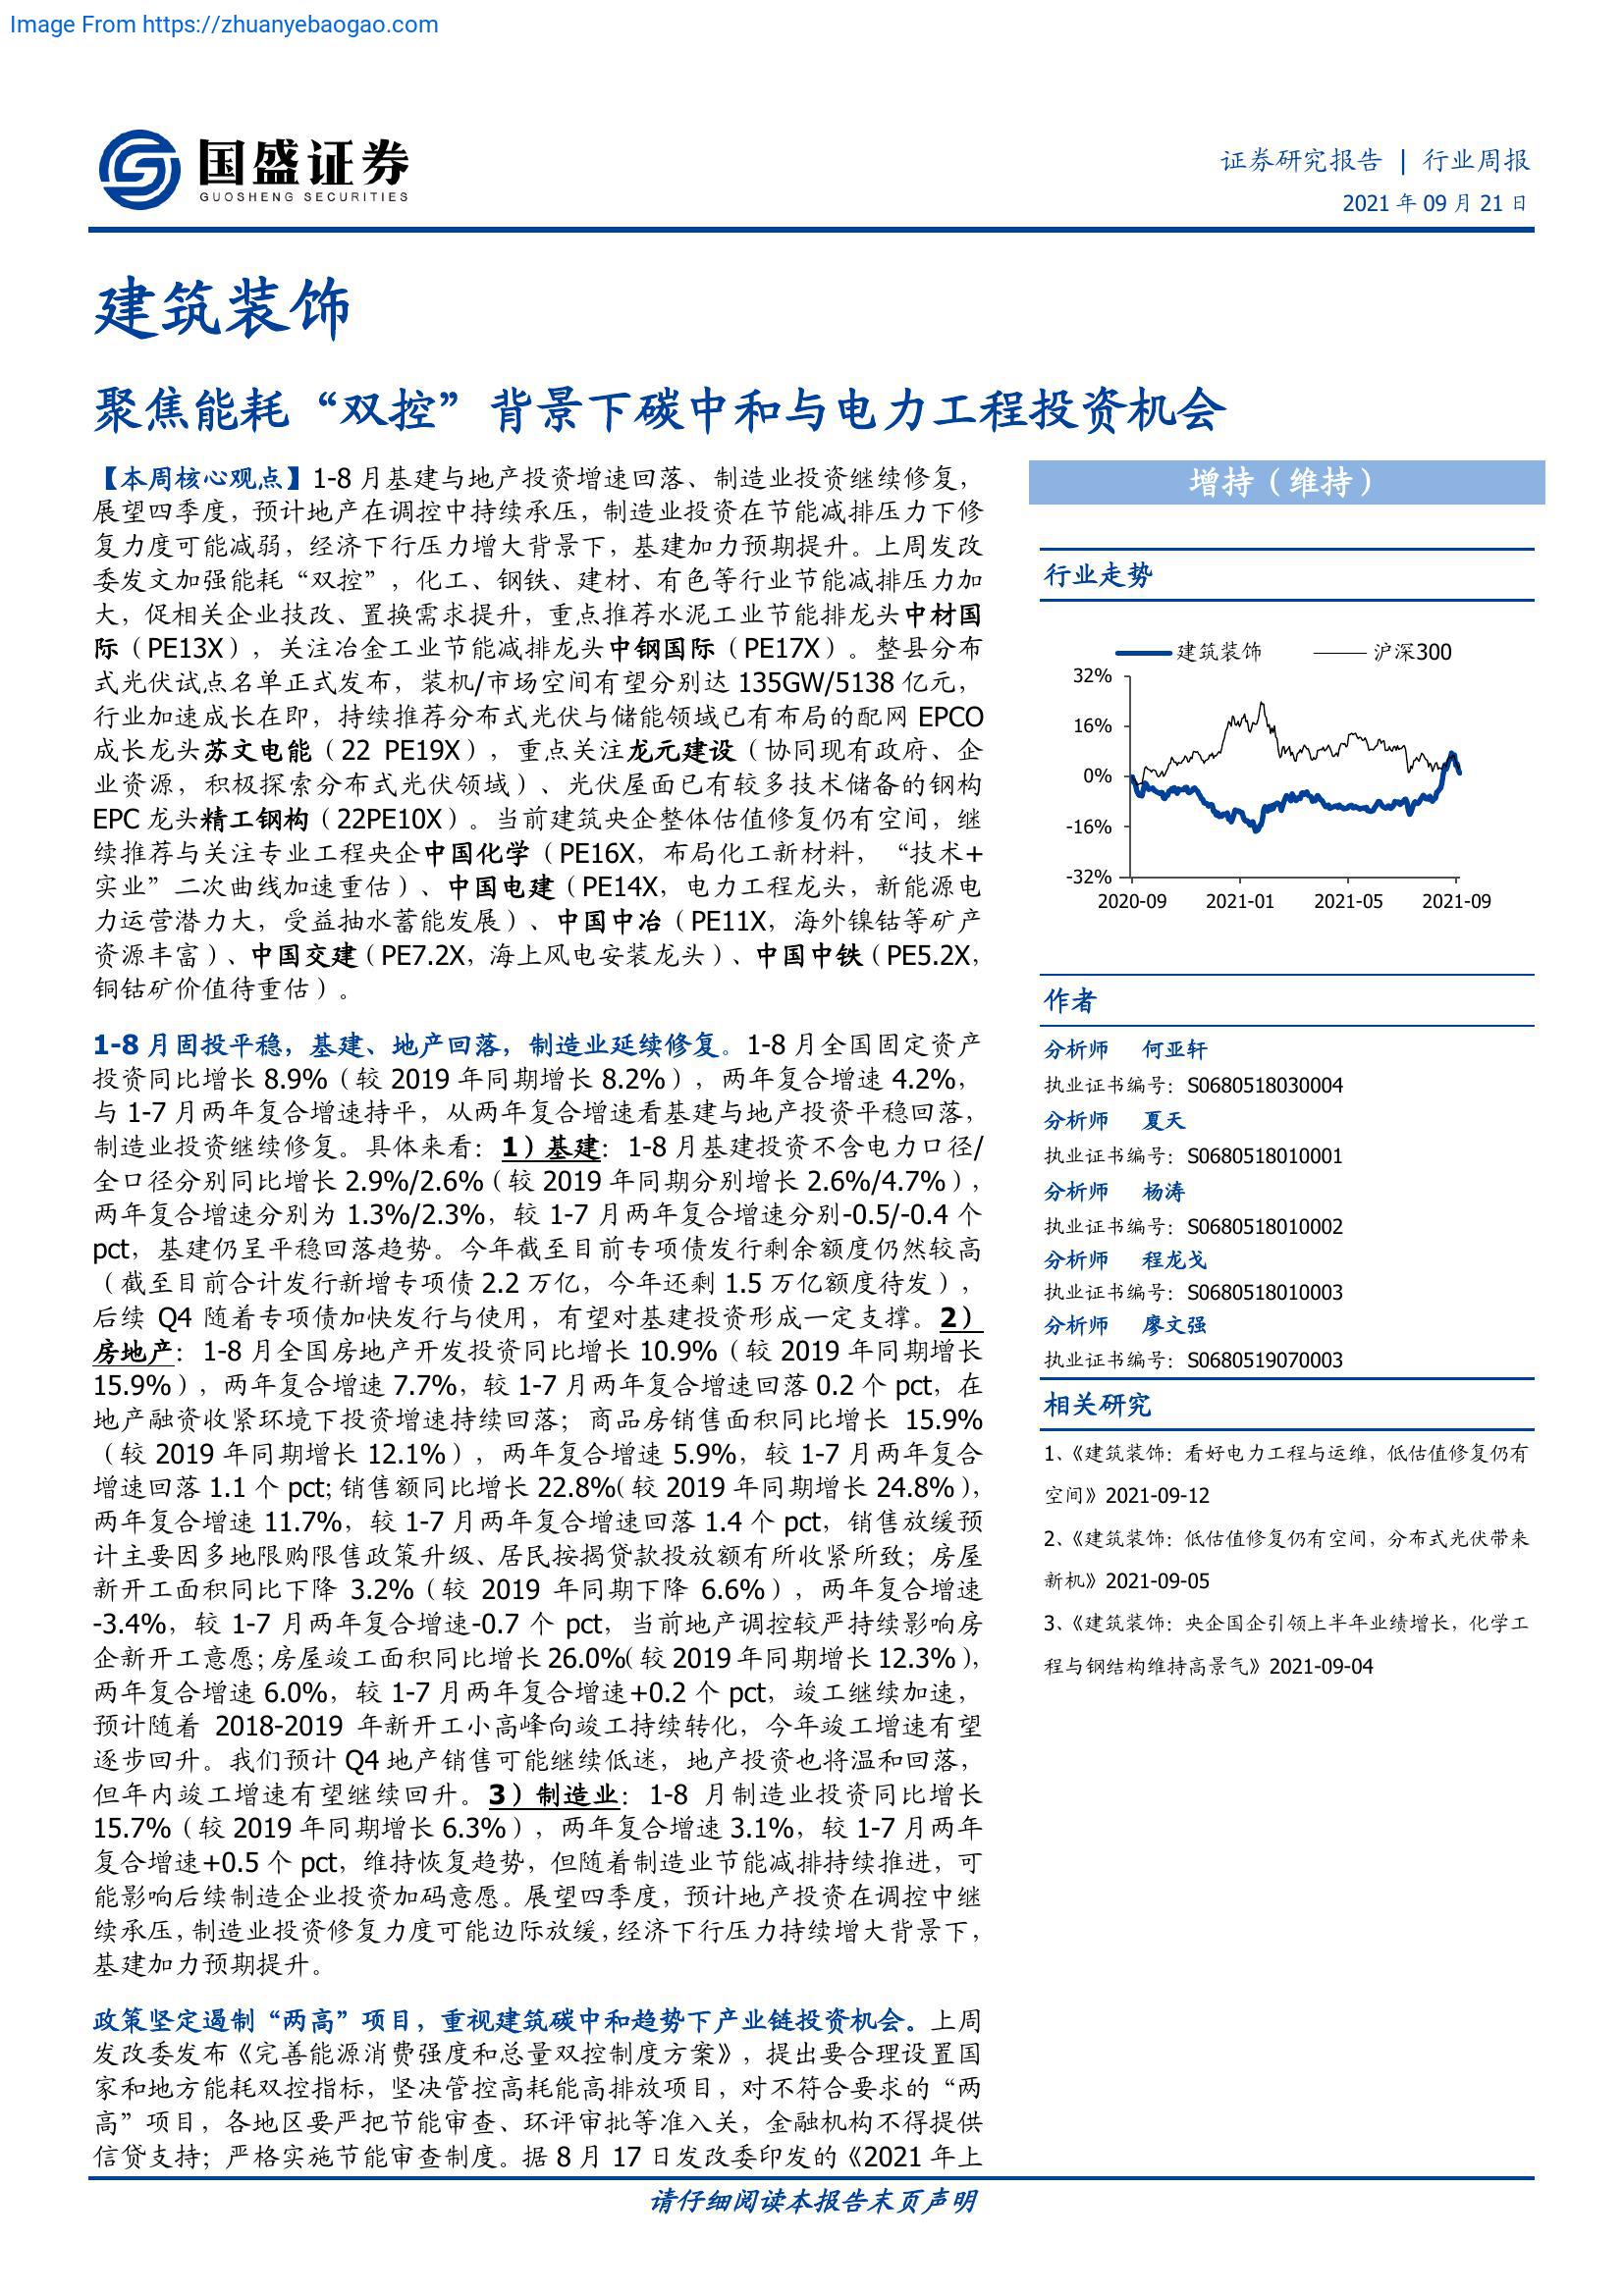 Image From https://zhuanyebaogao.com
国盛证券
GUOSHENG SECURITIES
证券研究报告 | 行业周报
2021 年 09 月 21 日
建筑装饰
聚焦能耗“双控”背景下碳中和与电力工程投资机会
【本周核心观点】1-8 月基建与地产投资增速回落、制造业投资继续修复，
展望四季度，预计地产在调控中持续承压，制造业投资在节能减排压力下修
复力度可能减弱，经济下行压力增大背景下，基建加力预期提升。上周发改
委发文加强能耗“双控”，化工、钢铁、建材、有色等行业节能减排压力加
大，促相关企业技改、置换需求提升，重点推荐水泥工业节能排龙头中材国
际（PE13X），关注冶金工业节能减排龙头中钢国际（PE17X）。整县分布
式光伏试点名单正式发布，装机/市场空间有望分别达 135GW/5138 亿元，
行业加速成长在即，持续推荐分布式光伏与储能领域已有布局的配网 EPCO
成长龙头苏文电能（22 PE19X），重点关注龙元建设（协同现有政府、企
业资源，积极探索分布式光伏领域）、光伏屋面已有较多技术储备的钢构
EPC 龙头精工钢构（22PE10X）。当前建筑央企整体估值修复仍有空间，继
续推荐与关注专业工程央企中国化学（PE16X，布局化工新材料，“技术+
实业”二次曲线加速重估）、中国电建（PE14X，电力工程龙头，新能源电
力运营潜力大，受益抽水蓄能发展）、中国中冶（PE11X，海外镍钴等矿产
资源丰富）、中国交建（PE7.2X，海上风电安装龙头）、中国中铁（PE5.2X，
铜钴矿价值待重估）。
1-8 月固投平稳，基建、地产回落，制造业延续修复。1-8 月全国固定资产
投资同比增长 8.9%（较 2019 年同期增长 8.2%），两年复合增速 4.2%，
与 1-7 月两年复合增速持平，从两年复合增速看基建与地产投资平稳回落，
制造业投资继续修复。具体来看：1）基建：1-8 月基建投资不含电力口径/
全口径分别同比增长 2.9%/2.6%（较 2019 年同期分别增长 2.6%/4.7%），
两年复合增速分别为 1.3%/2.3%，较 1-7 月两年复合增速分别-0.5/-0.4 个
pct，基建仍呈平稳回落趋势。今年截至目前专项债发行剩余额度仍然较高
（截至目前合计发行新增专项债 2.2 万亿，今年还剩 1.5 万亿额度待发），
后续 Q4 随着专项债加快发行与使用，有望对基建投资形成一定支撑。2）
房地产：1-8 月全国房地产开发投资同比增长 10.9%（较 2019 年同期增长
15.9%），两年复合增速 7.7%，较 1-7 月两年复合增速回落 0.2 个 pct，在
地产融资收紧环境下投资增速持续回落；商品房销售面积同比增长 15.9%
（较 2019 年同期增长 12.1%），两年复合增速 5.9%，较 1-7 月两年复合
增速回落 1.1 个 pct；销售额同比增长 22.8%（较 2019 年同期增长 24.8%），
两年复合增速 11.7%，较 1-7 月两年复合增速回落 1.4 个 pct，销售放缓预
计主要因多地限购限售政策升级、居民按揭贷款投放额有所收紧所致；房屋
新开工面积同比下降 3.2%（较 2019 年同期下降 6.6%），两年复合增速
-3.4%，较 1-7 月两年复合增速-0.7 个 pct，当前地产调控较严持续影响房
企新开工意愿；房屋竣工面积同比增长 26.0%（较 2019 年同期增长 12.3%），
两年复合增速 6.0%，较 1-7 月两年复合增速+0.2 个 pct，竣工继续加速，
预计随着 2018-2019 年新开工小高峰向竣工持续转化，今年竣工增速有望
逐步回升。我们预计 Q4 地产销售可能继续低迷，地产投资也将温和回落，
但年内竣工增速有望继续回升。3）制造业：1-8 月制造业投资同比增长
15.7%（较 2019 年同期增长 6.3%），两年复合增速 3.1%，较 1-7 月两年
复合增速+0.5 个 pct，维持恢复趋势，但随着制造业节能减排持续推进，可
能影响后续制造企业投资加码意愿。展望四季度，预计地产投资在调控中继
续承压，制造业投资修复力度可能边际放缓，经济下行压力持续增大背景下，
基建加力预期提升。
政策坚定遏制“两高”项目，重视建筑碳中和趋势下产业链投资机会。上周
发改委发布《完善能源消费强度和总量双控制度方案》，提出要合理设置国
家和地方能耗双控指标，坚决管控高耗能高排放项目，对不符合要求的“两
高”项目，各地区要严把节能审查、环评审批等准入关，金融机构不得提供
信贷支持；严格实施节能审查制度。据 8 月 17 日发改委印发的《2021 年上
增持（维持）
行业走势
建筑装饰 沪深300
32%
16%
0%
-16%
-32%
2020-09 2021-01 2021-05 2021-09
作者
分析师 何亚轩
执业证书编号：S0680518030004
分析师 夏天
执业证书编号：S0680518010001
分析师 杨涛
执业证书编号：S0680518010002
分析师 程龙戈
执业证书编号：S0680518010003
分析师 廖文强
执业证书编号：S0680519070003
相关研究
1、《建筑装饰：看好电力工程与运维，低估值修复仍有
空间》2021-09-12
2、《建筑装饰：低估值修复仍有空间，分布式光伏带来
新机》2021-09-05
3、《建筑装饰：央企国企引领上半年业绩增长，化学工
程与钢结构维持高景气》2021-09-04
请仔细阅读本报告末页声明